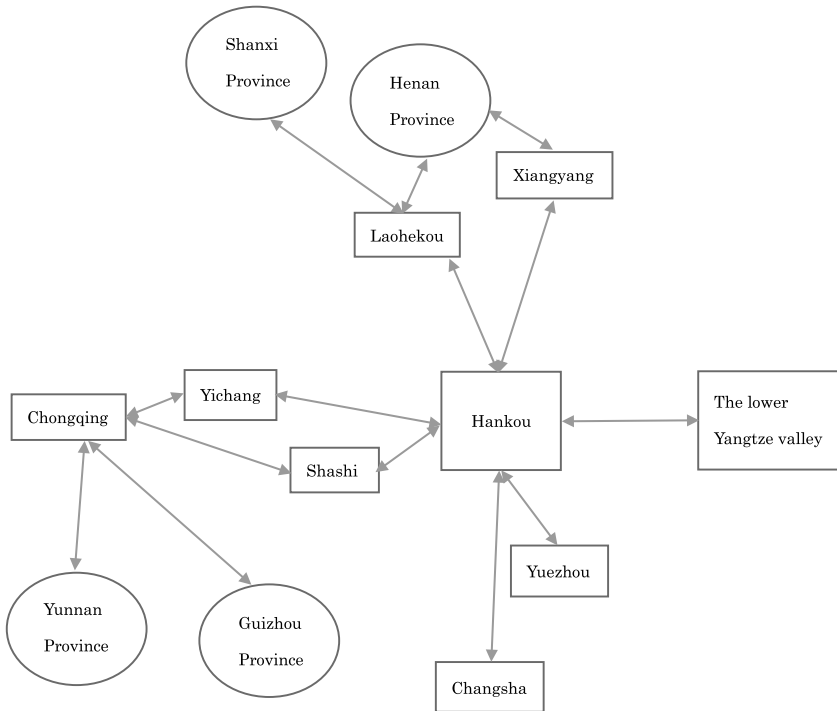 Shanxi
Province
Henan
Province
Xiangyang
Laohekou
Yichang
Chongqing
Hankou
The lower
Yangtze valley
Shashi
Yuezhou
Yunnan
Province
Guizhou
Province
Changsha